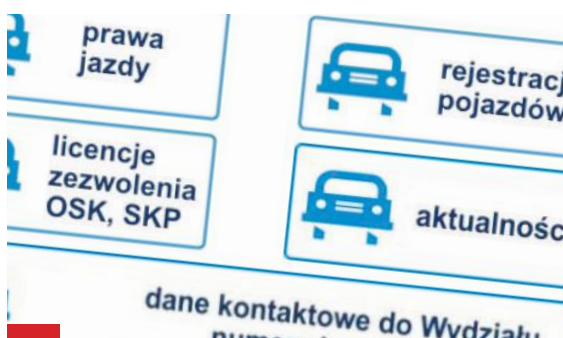 prawa
jazdy
rejestracj
pojazdów
licencje
zezwolenia
OSK, SKP
aktualnośc
dane kontaktowe do Wydziału